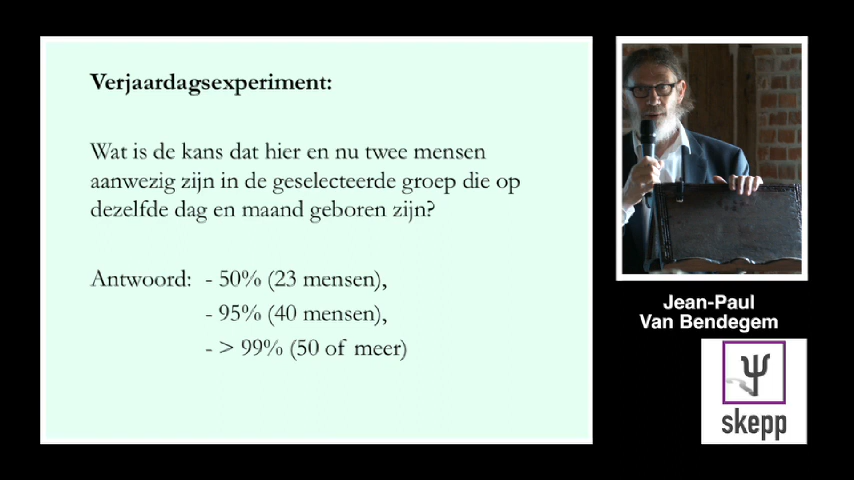 Verjaardagsexperiment:
Wat is de kans dat hier en nu twee mensen
aanwezig zijn in de geselecteerde groep die op
dezelfde dag en maand geboren zijn?
Antwoord: - 50% (23 mensen),
- 95% (40 mensen),
- > 99% (50 of meer)
Jean-Paul
Van Bendegem
skepp